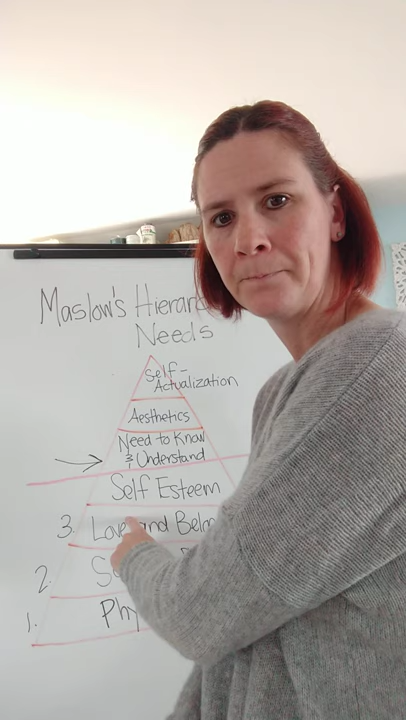 Maslow's Hierar
Needs
Self-
Actualization
Aesthetics
Need to Know
& Understand
Self Esteem
3. Love and Belon
2. S
1. Phy